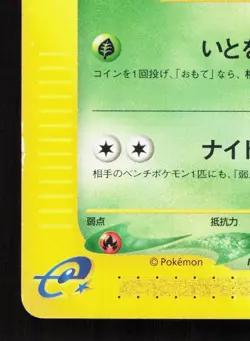 いとを
コインを1回投げ、「おもて」なら、相
ナイト
相手のベンチポケモン1匹にも、「弱
弱点 抵抗力
© Pokémon
e